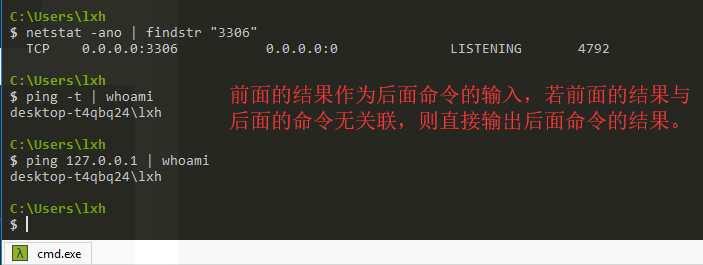 C:\Users\lxh
$ netstat -ano | findstr "3306"
TCP    0.0.0.0:3306           0.0.0.0:0              LISTENING       4792
C:\Users\lxh
$ ping -t | whoami
desktop-t4qbq24\lxh
前面的结果作为后面命令的输入，若前面的结果与
后面的命令无关联，则直接输出后面命令的结果。
C:\Users\lxh
$ ping 127.0.0.1 | whoami
desktop-t4qbq24\lxh
C:\Users\lxh
$
λ cmd.exe